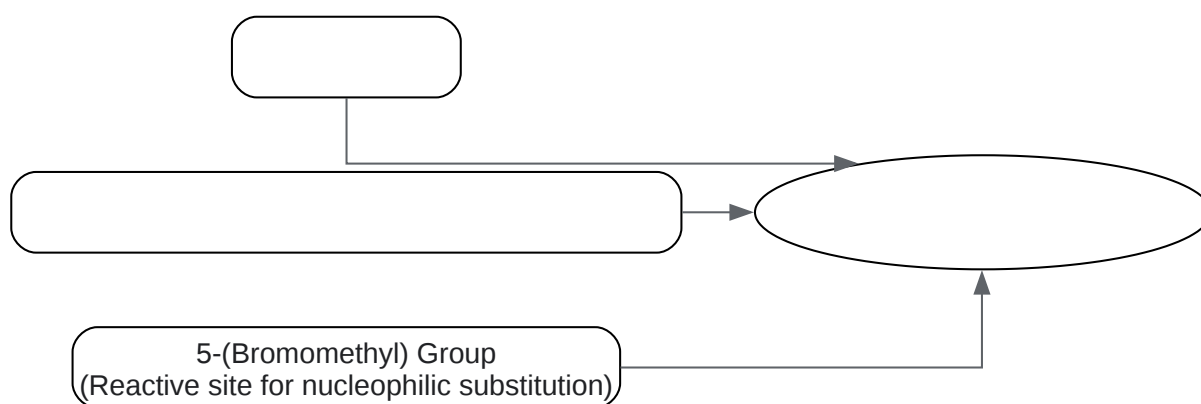 5-(Bromomethyl) Group
(Reactive site for nucleophilic substitution)